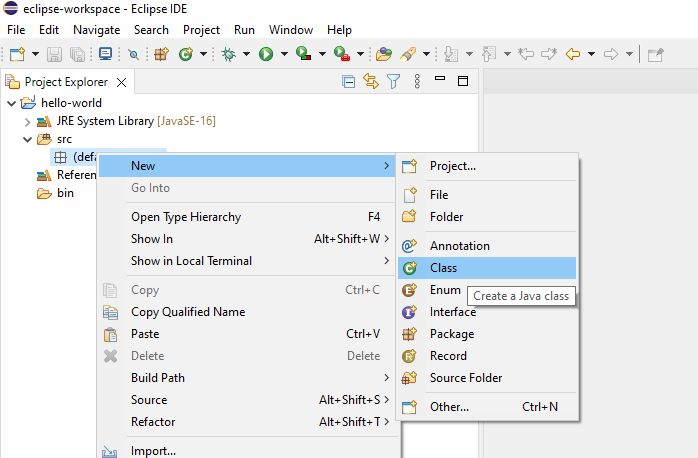 eclipse-workspace - Eclipse IDE
File Edit Navigate Search Project Run Window Help
Project Explorer
hello-world
JRE System Library [JavaSE-16]
src
(defa
Referen
bin
New
Go Into
Open Type Hierarchy F4
Show In Alt+Shift+W
Show in Local Terminal
Copy Ctrl+C
Copy Qualified Name
Paste Ctrl+V
Delete Delete
Build Path
Source Alt+Shift+S
Refactor Alt+Shift+T
Import...
Project...
File
Folder
Annotation
Class
Enum
Create a Java class
Interface
Package
Record
Source Folder
Other... Ctrl+N